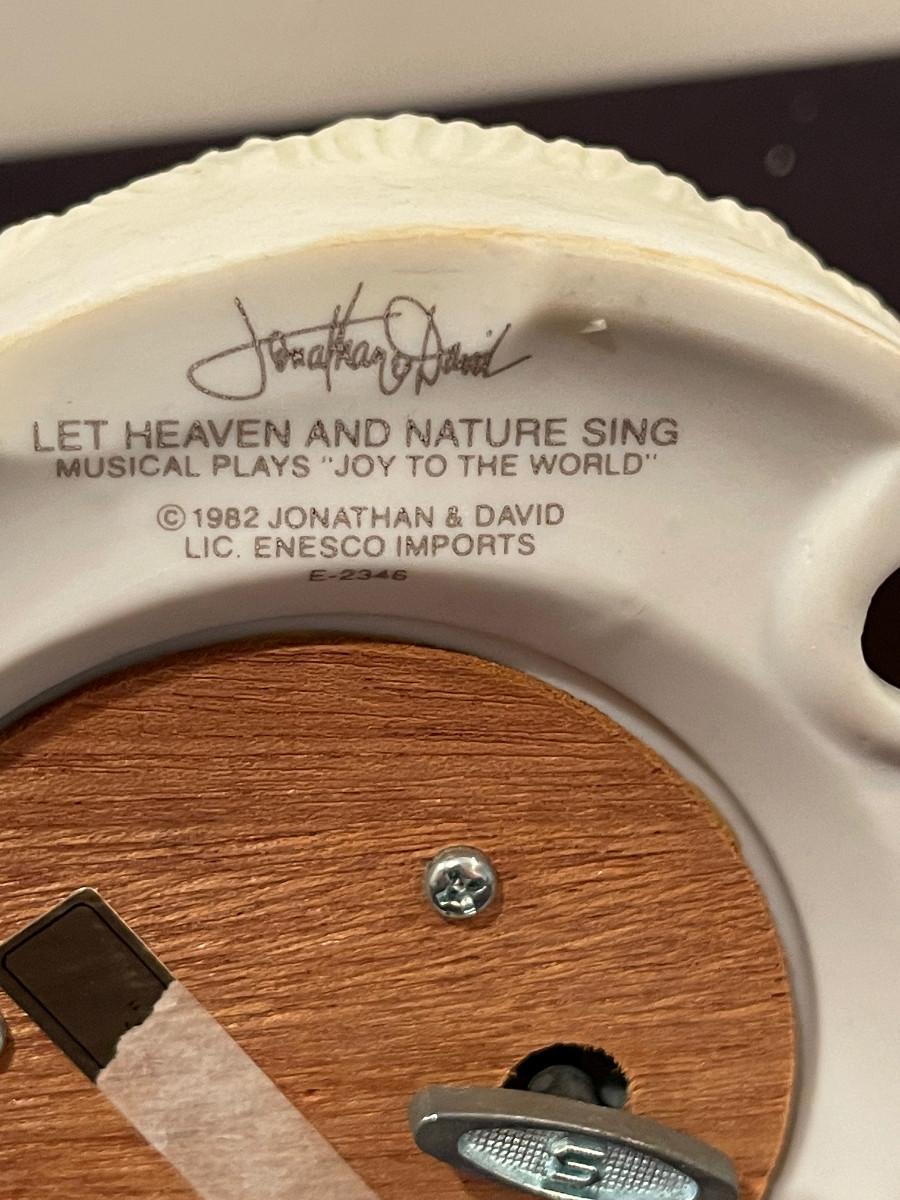 Jonathan & David
LET HEAVEN AND NATURE SING
MUSICAL PLAYS "JOY TO THE WORLD"
©1982 JONATHAN & DAVID
LIC. ENESCO IMPORTS
E-2346
S